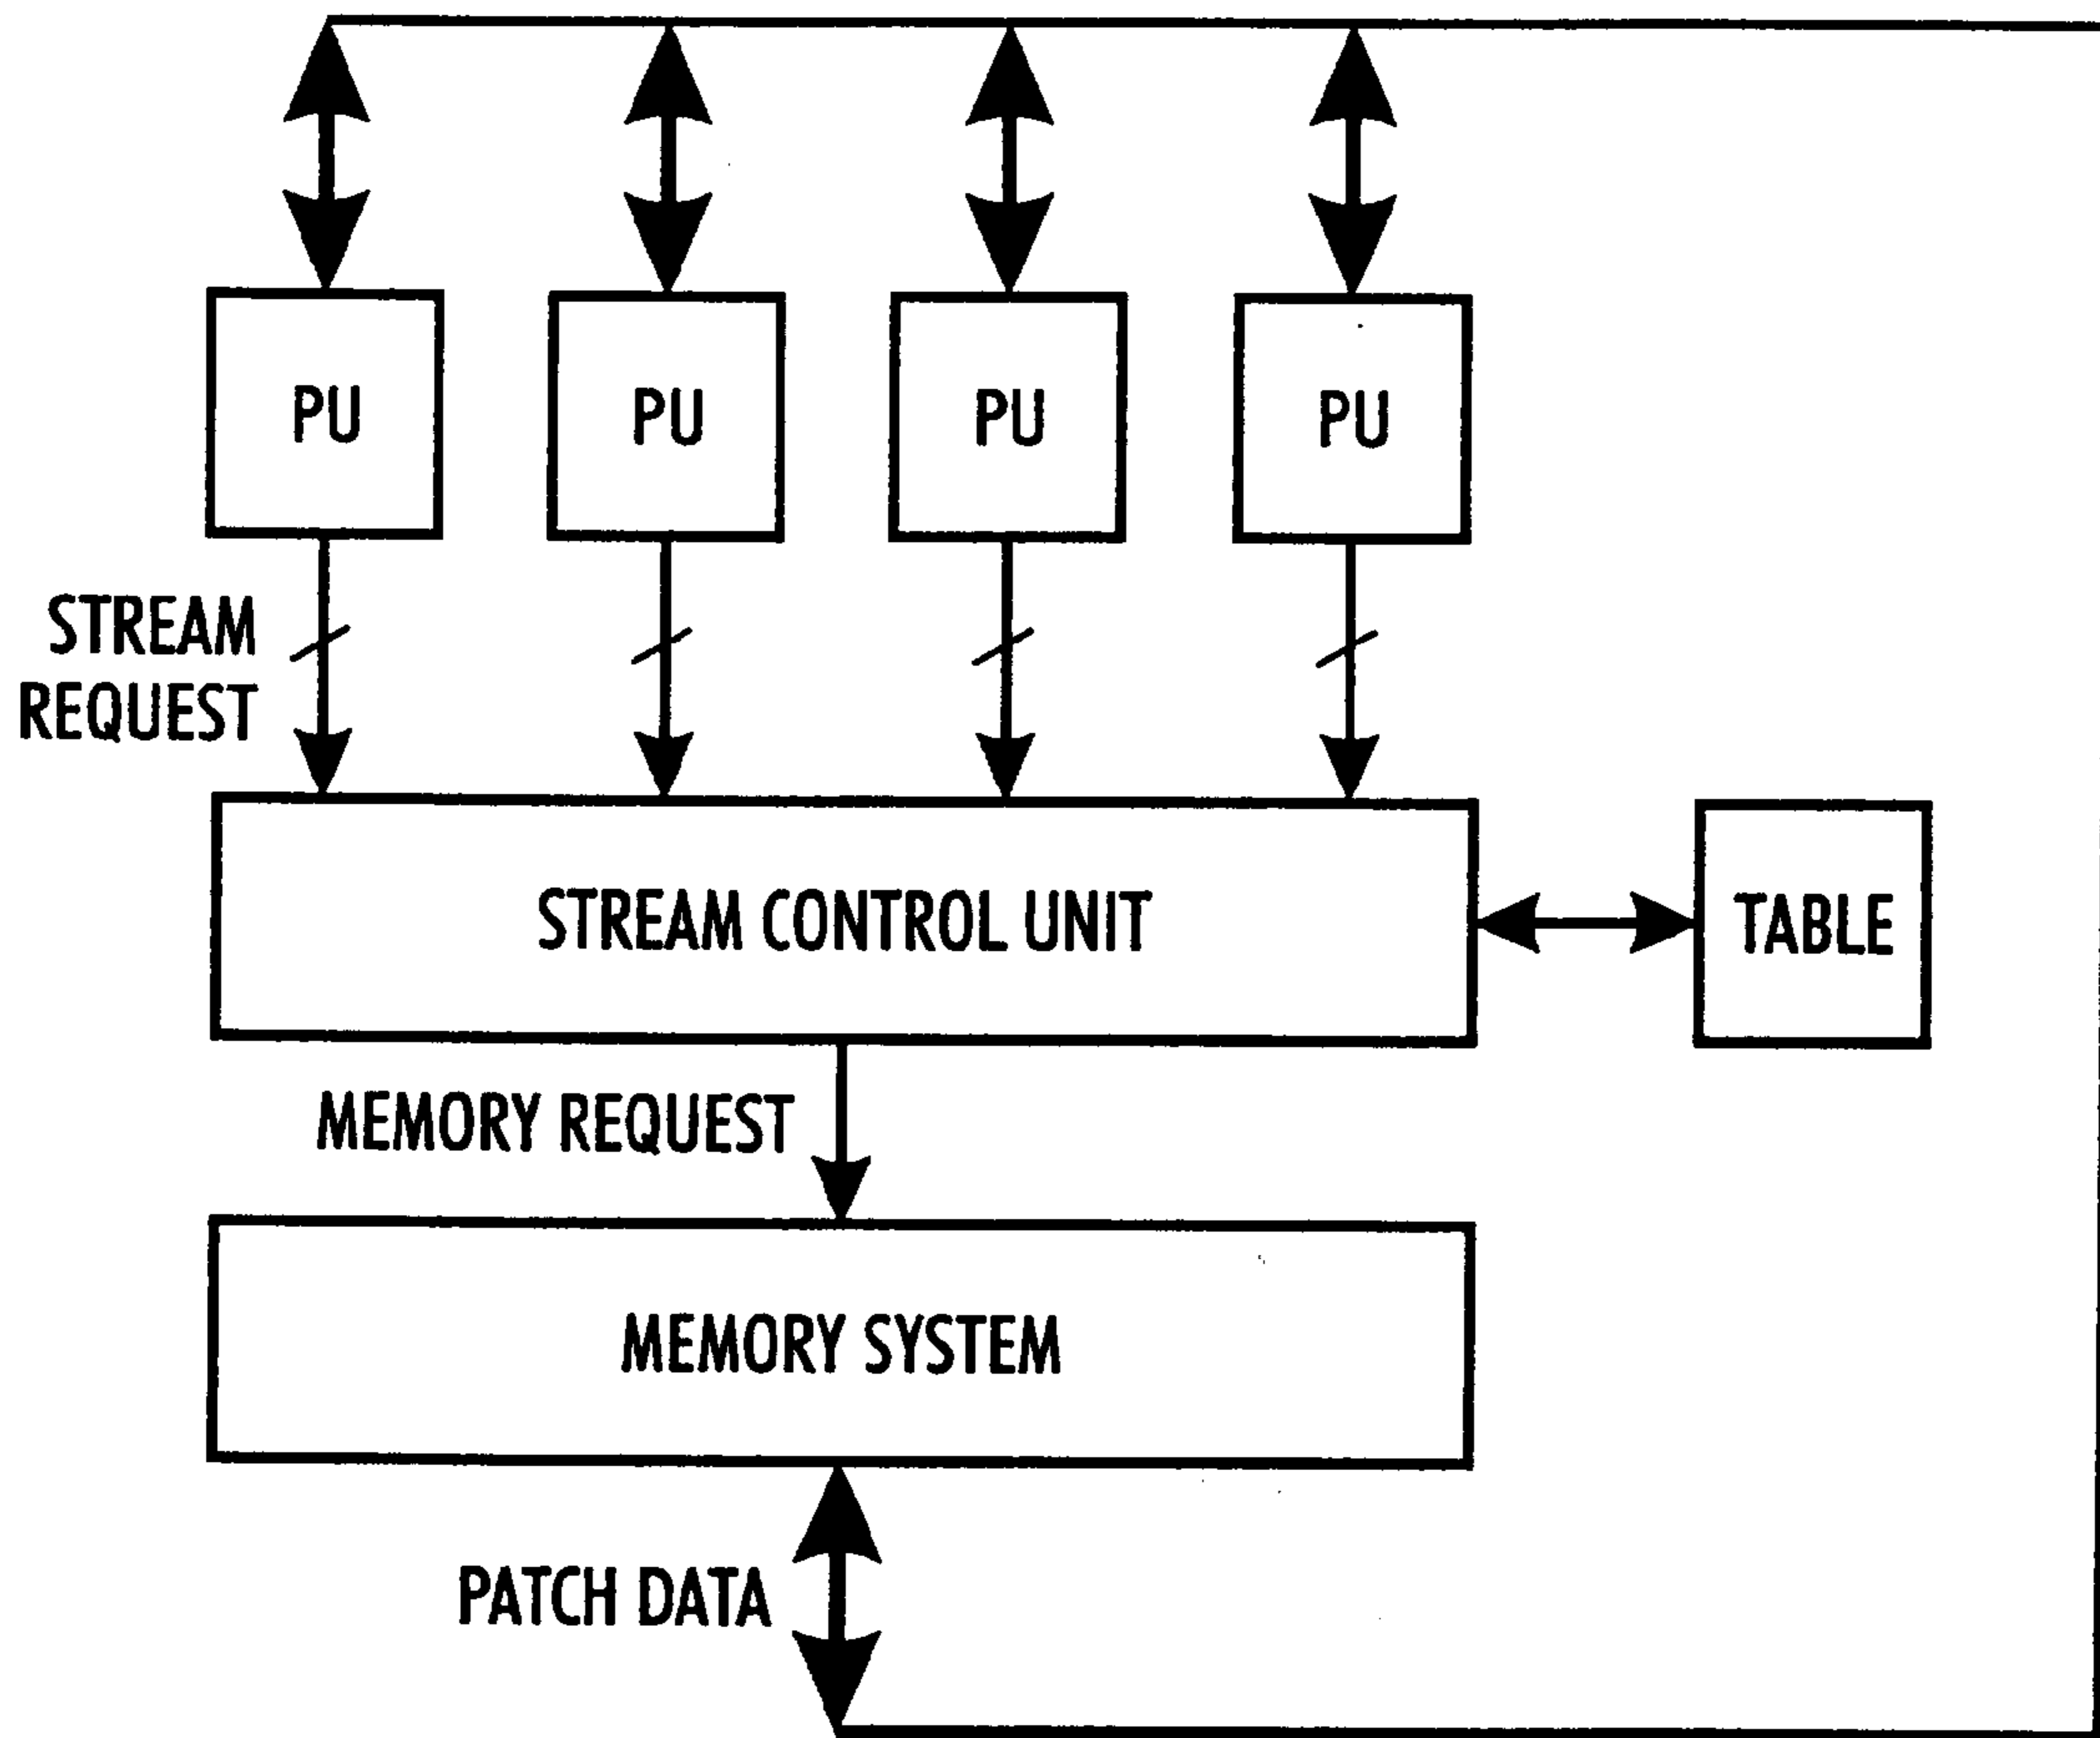 PU
PU
PU
PU
STREAM
REQUEST
STREAM CONTROL UNIT
TABLE
MEMORY REQUEST
MEMORY SYSTEM
PATCH DATA